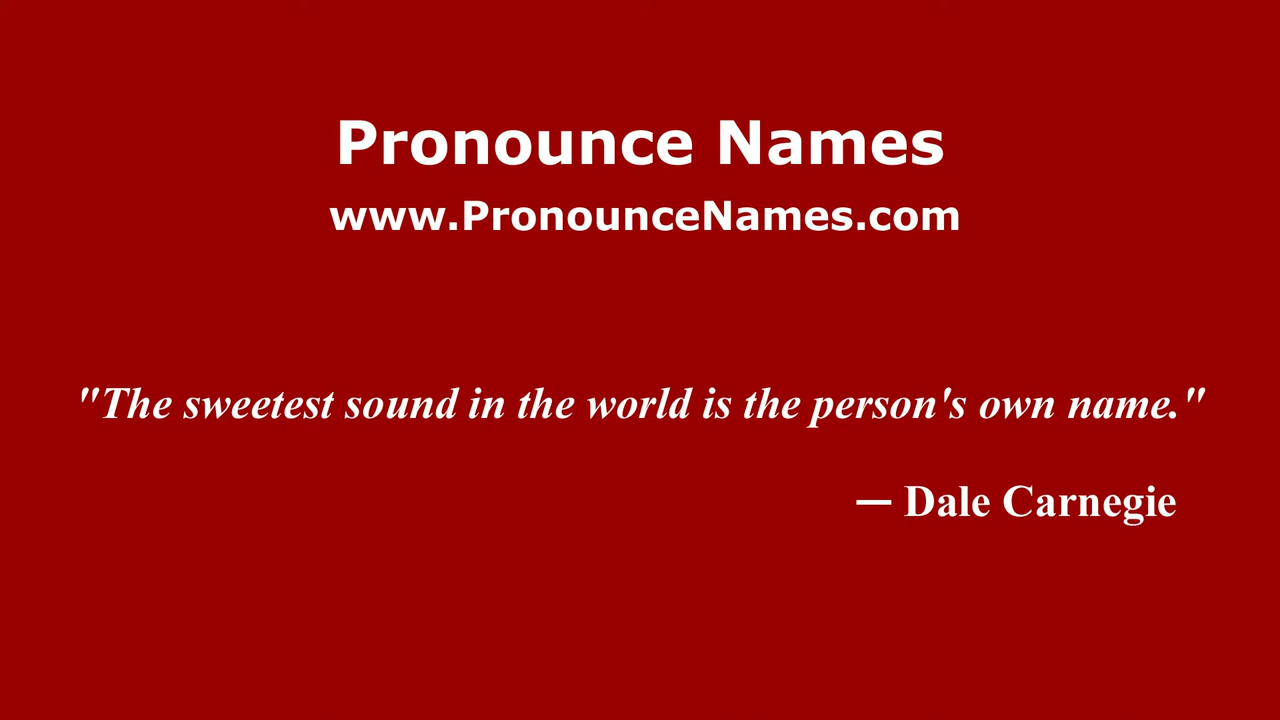 Pronounce Names
www.PronounceNames.com
"The sweetest sound in the world is the person's own name."
— Dale Carnegie